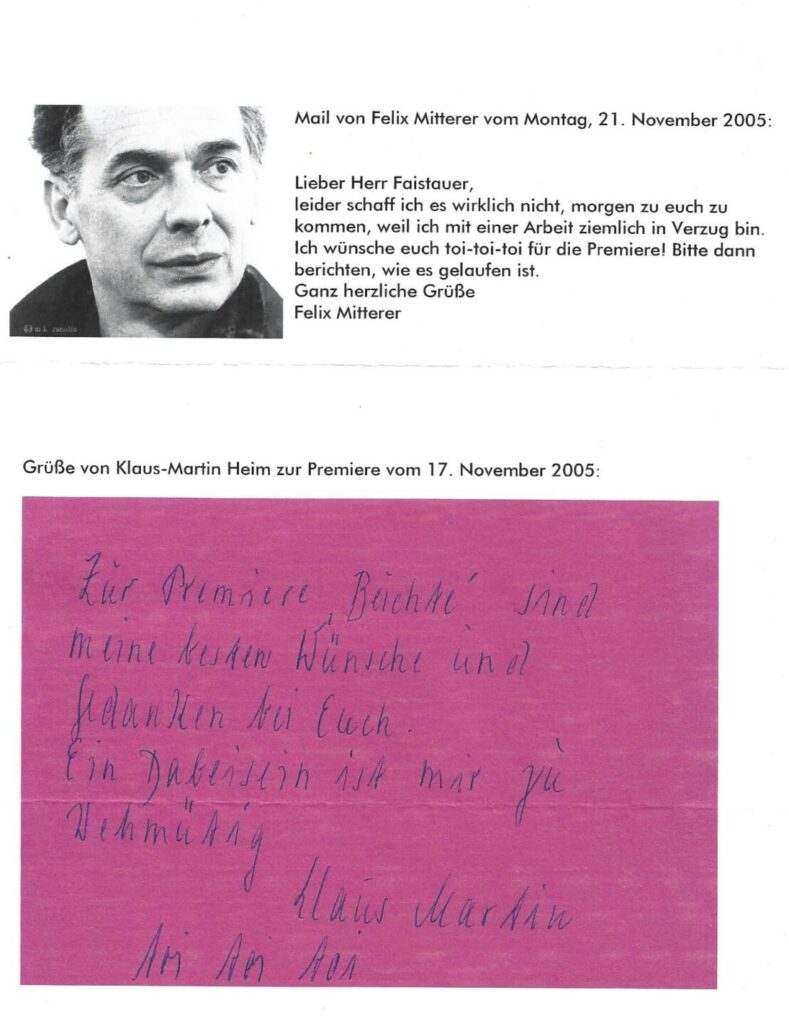 Mail von Felix Mitterer vom Montag, 21. November 2005:
Lieber Herr Faistauer,
leider schaff ich es wirklich nicht, morgen zu euch zu
kommen, weil ich mit einer Arbeit ziemlich in Verzug bin.
Ich wünsche euch toi-toi-toi für die Premiere! Bitte dann
berichten, wie es gelaufen ist.
Ganz herzliche Grüße
Felix Mitterer
m.k. zanolin
Grüße von Klaus-Martin Heim zur Premiere vom 17. November 2005:
Zur Premiere ‚Beichte' sind
meine besten Wünsche und
Gedanken bei Euch.
Ein Dabeisein ist mir zu
Wehmütig
Klaus Martin
toi toi toi